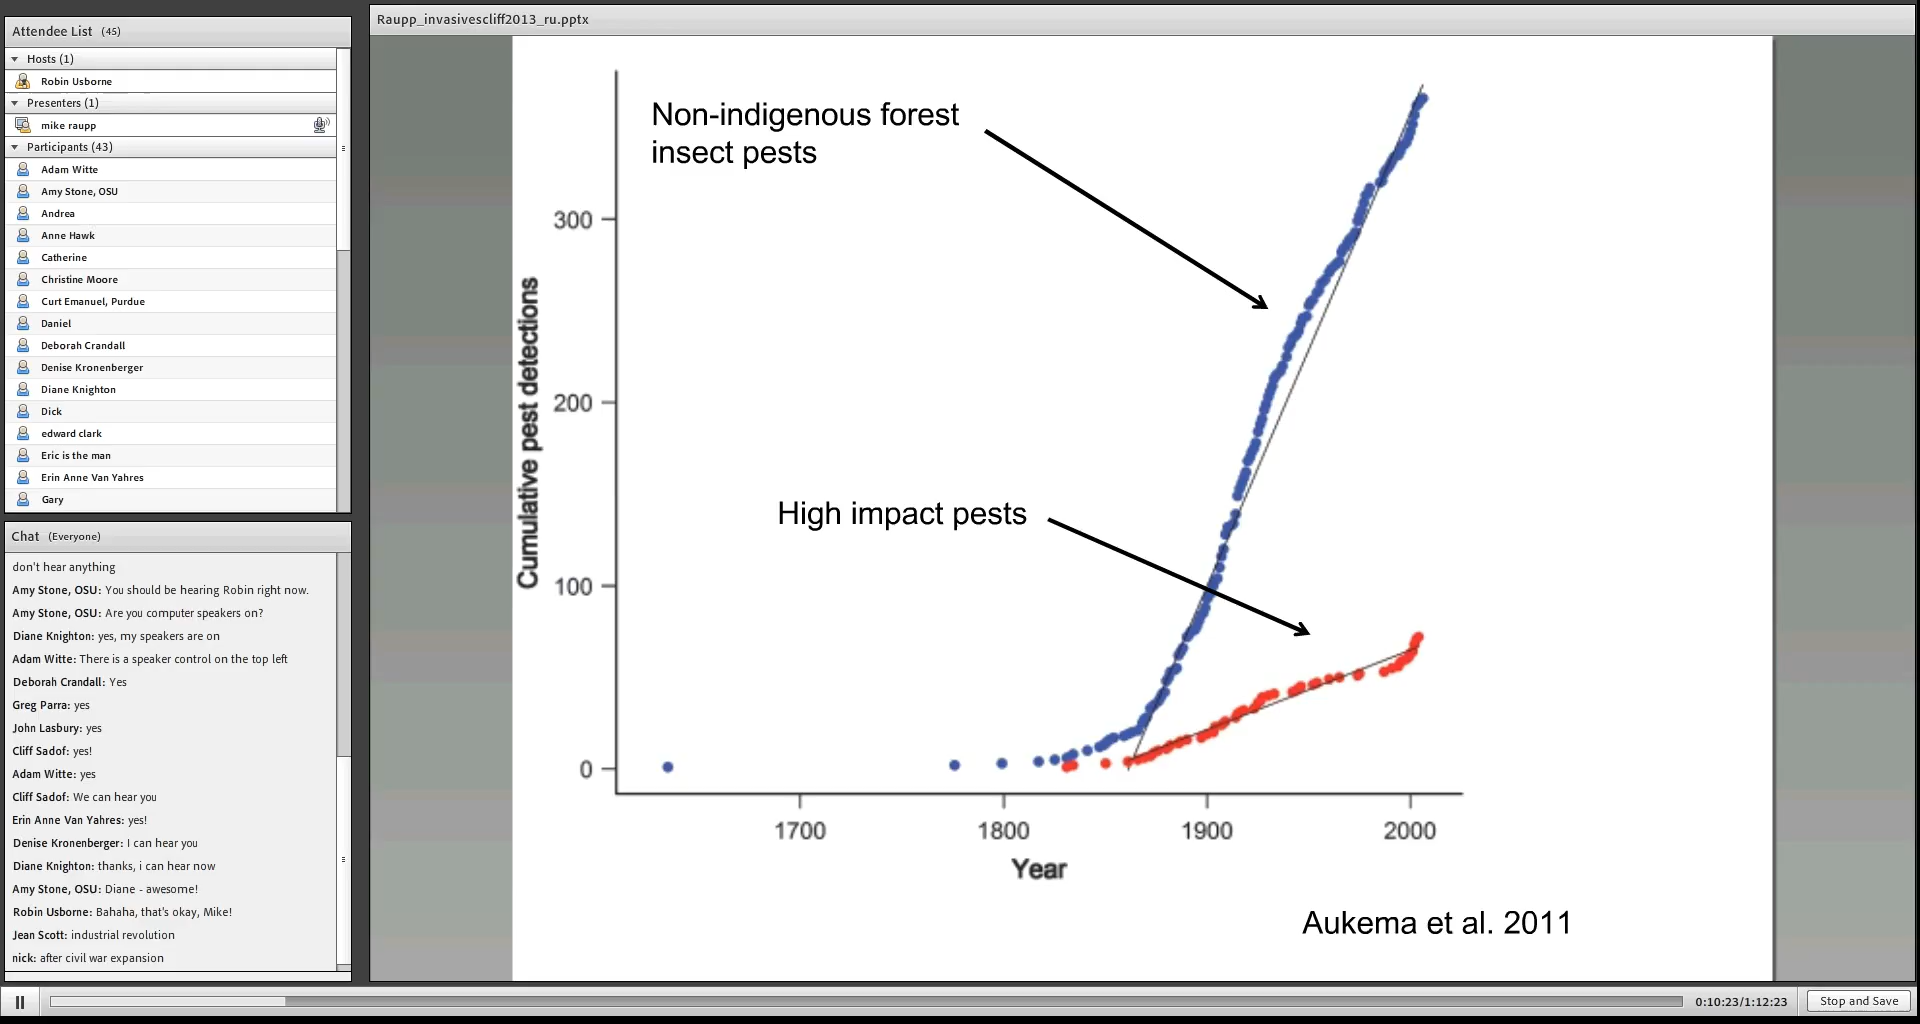 Attendee List (45)
Hosts (1)
Robin Usborne
Presenters (1)
mike raupp
Participants (43)
Adam Witte
Amy Stone, OSU
Andrea
Anne Hawk
Catherine
Christine Moore
Curt Emanuel, Purdue
Daniel
Deborah Crandall
Denise Kronenberger
Diane Knighton
Dick
edward clark
Eric is the man
Erin Anne Van Yahres
Gary
Chat (Everyone)
don't hear anything
Amy Stone, OSU: You should be hearing Robin right now.
Amy Stone, OSU: Are you computer speakers on?
Diane Knighton: yes, my speakers are on
Adam Witte: There is a speaker control on the top left
Deborah Crandall: Yes
Greg Parra: yes
John Lasbury: yes
Cliff Sadof: yes!
Adam Witte: yes
Cliff Sadof: We can hear you
Erin Anne Van Yahres: yes!
Denise Kronenberger: I can hear you
Diane Knighton: thanks, i can hear now
Amy Stone, OSU: Diane - awesome!
Robin Usborne: Bahaha, that's okay, Mike!
Jean Scott: industrial revolution
nick: after civil war expansion
Raupp_invasivescliff2013_ru.pptx
Non-indigenous forest
insect pests
High impact pests
Cumulative pest detections
300
200
100
0
1700 1800 1900 2000
Year
Aukema et al. 2011
0:10:23/1:12:23
Stop and Save